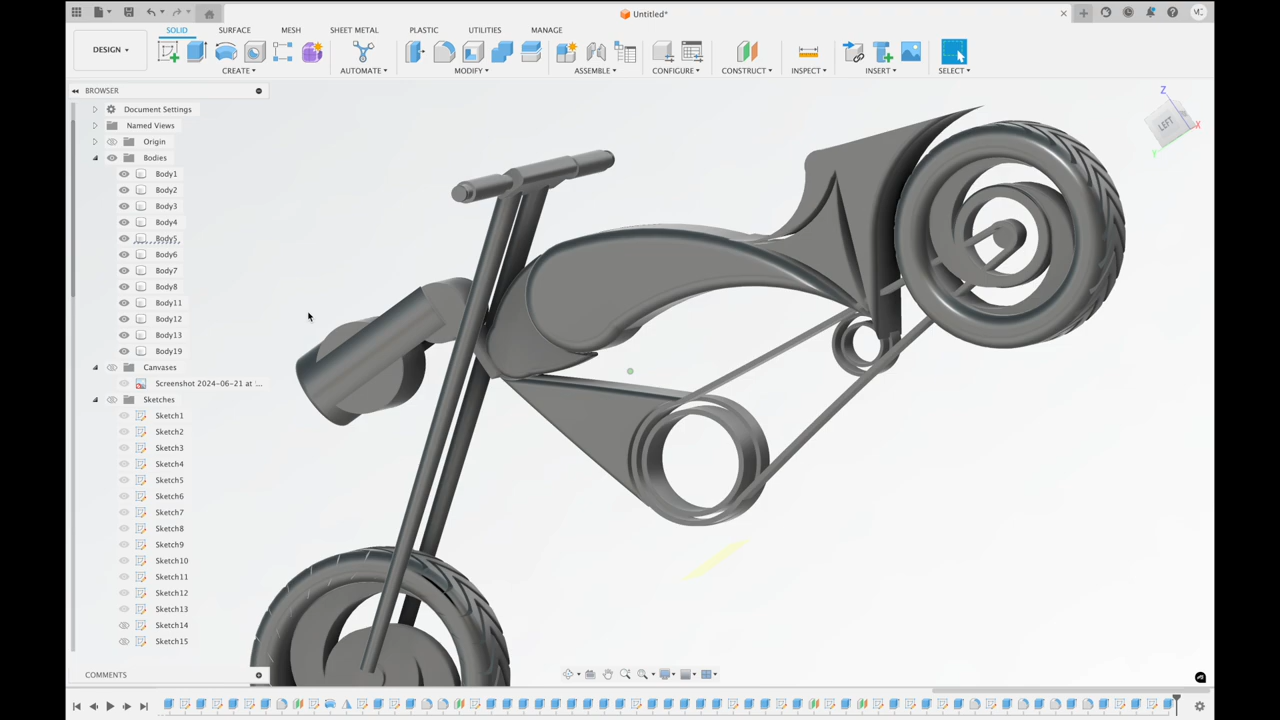 Untitled*
MC
DESIGN
SOLID SURFACE MESH SHEET METAL PLASTIC UTILITIES MANAGE
CREATE AUTOMATE MODIFY ASSEMBLE CONFIGURE CONSTRUCT INSPECT INSERT SELECT
BROWSER
Document Settings
Named Views
Origin
Bodies
Body1
Body2
Body3
Body4
Body5
Body6
Body7
Body8
Body11
Body12
Body13
Body19
Canvases
Screenshot 2024-06-21 at '...
Sketches
Sketch1
Sketch2
Sketch3
Sketch4
Sketch5
Sketch6
Sketch7
Sketch8
Sketch9
Sketch10
Sketch11
Sketch12
Sketch13
Sketch14
Sketch15
COMMENTS
Z
LEFT
X
Y